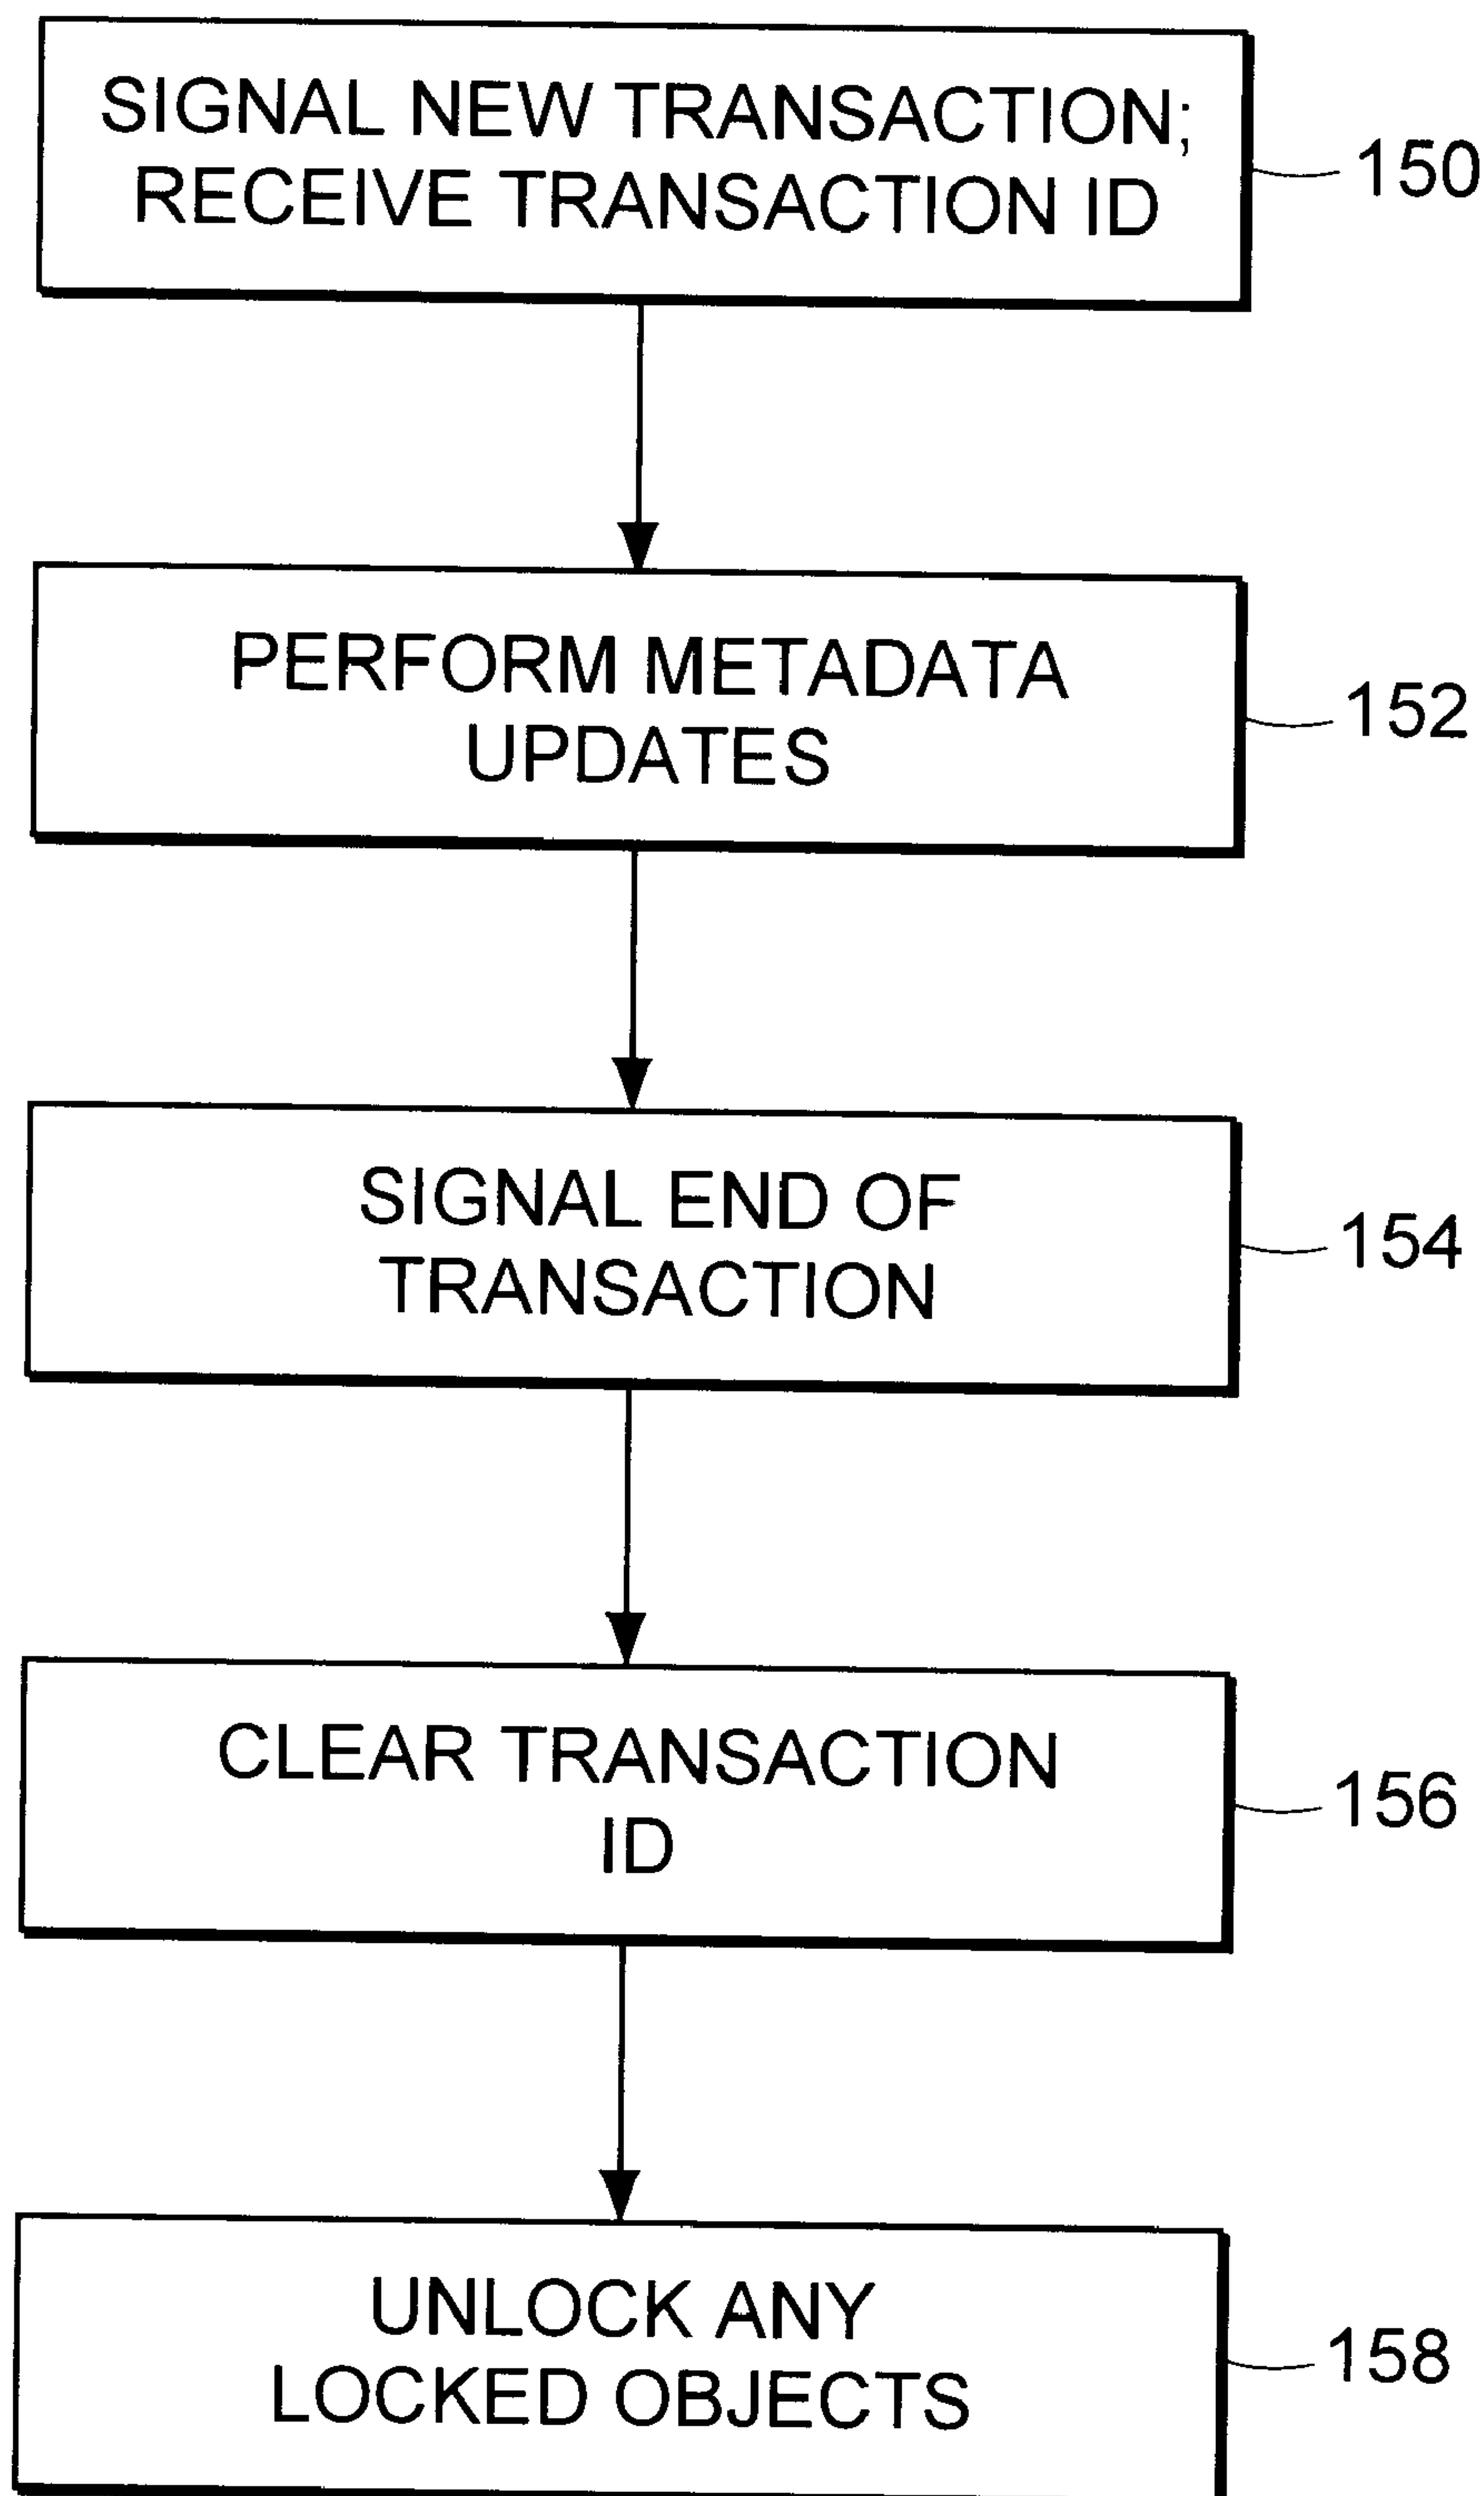 SIGNAL NEW TRANSACTION;
RECEIVE TRANSACTION ID
150
PERFORM METADATA
UPDATES
152
SIGNAL END OF
TRANSACTION
154
CLEAR TRANSACTION
ID
156
UNLOCK ANY
LOCKED OBJECTS
158